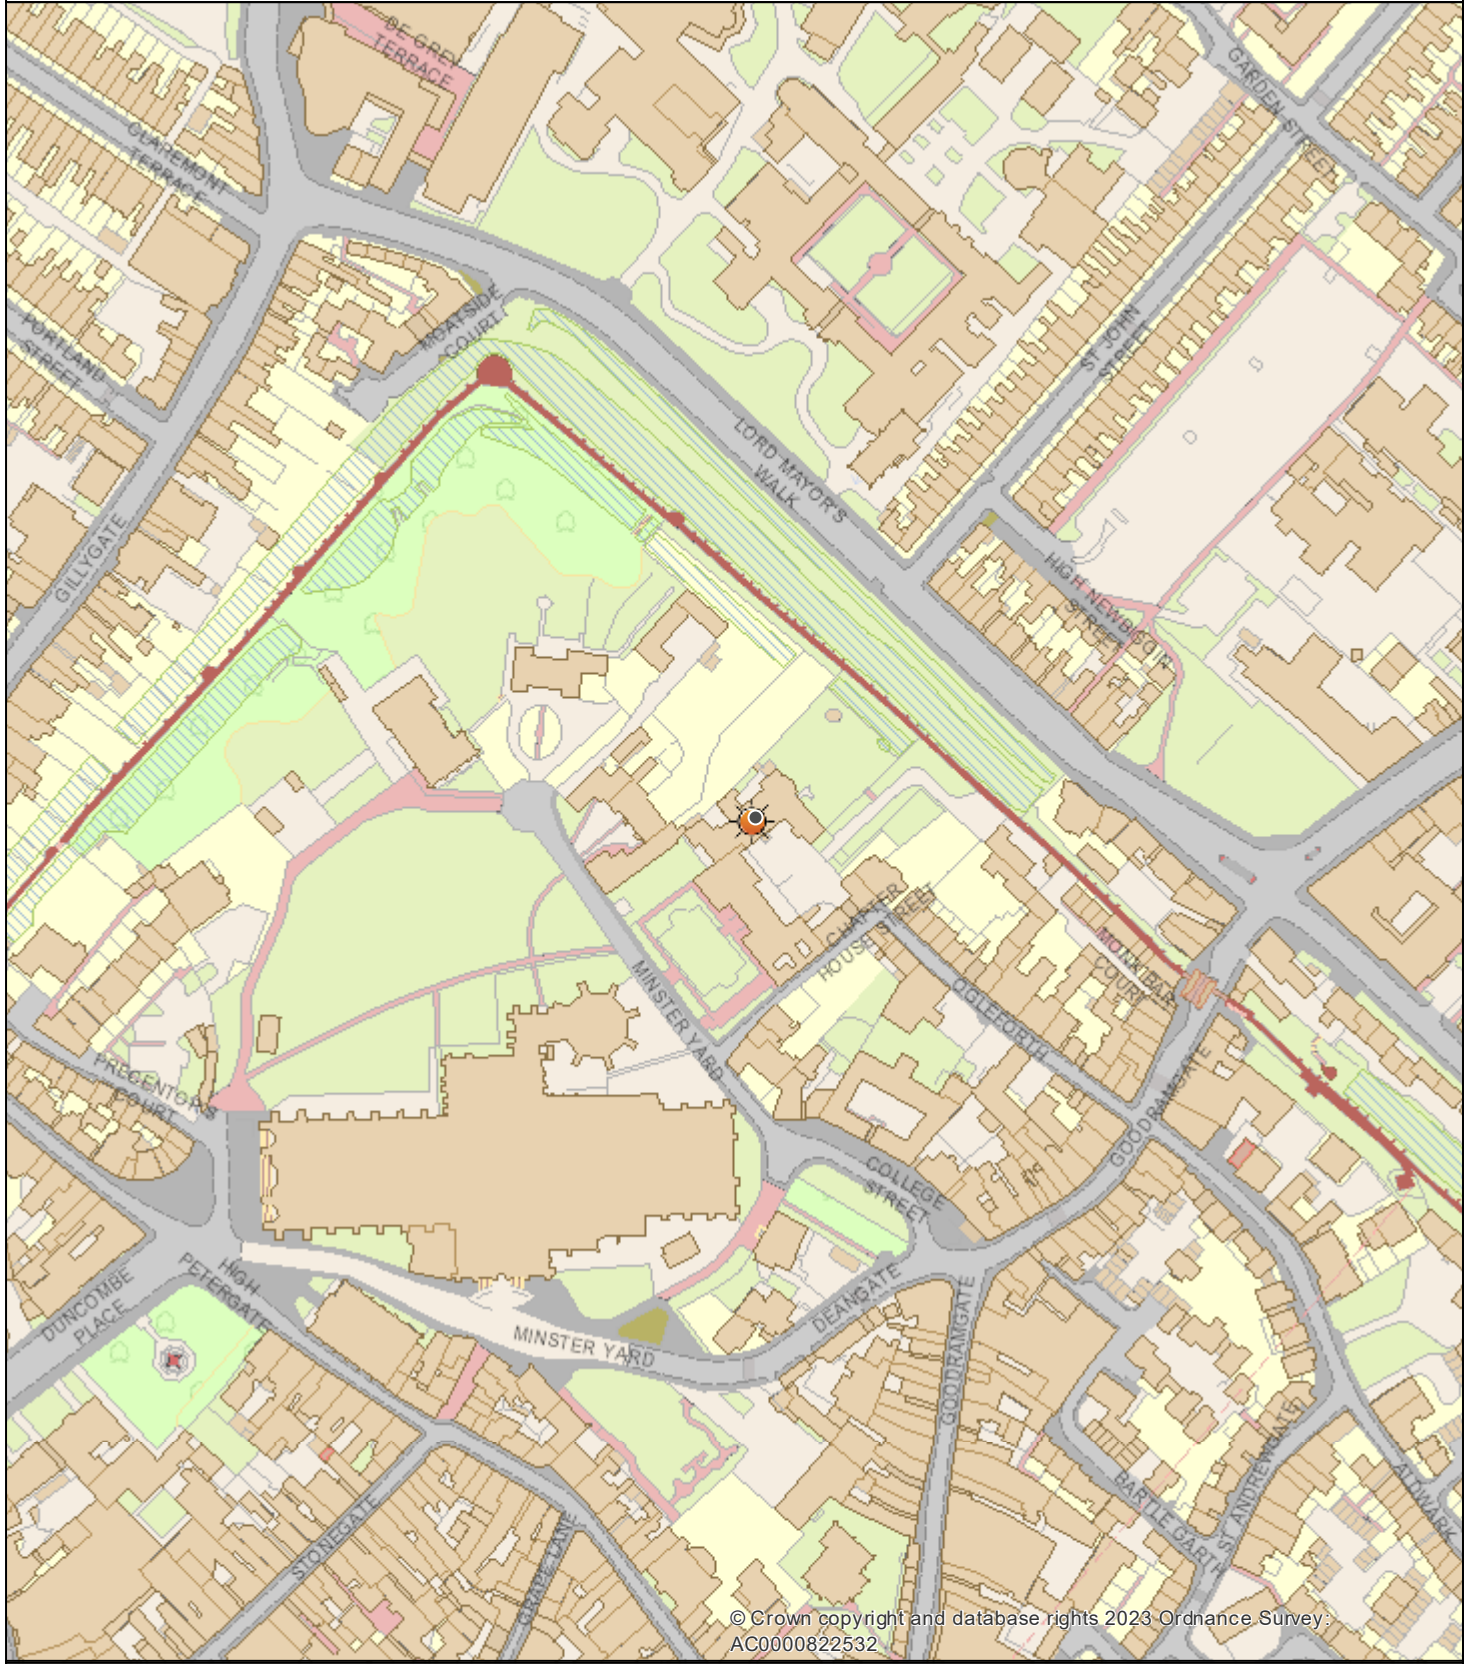 DE GREY
TERRACE
GARDEN STREET
CLAREMONT
TERRACE
MOATSIDE
COURT
PORTLAND
STREET
ST JOHN
STREET
LORD MAYOR'S
WALK
GILLYGATE
HIGH NEWBIGGIN
STREET
CHAPTER
HOUSE STREET
MONK BAR
COURT
MINSTER YARD
OGLEFORTH
PRECENTOR'S
COURT
GOODRAMGATE
COLLEGE
STREET
HIGH
PETERGATE
DUNCOMBE
PLACE
DEANGATE
MINSTER YARD
GOODRAMGATE
ST ANDREWGATE
BARTLE GARTH
ALDWARK
STONEGATE
GRAPE LANE
© Crown copyright and database rights 2023 Ordnance Survey:
AC0000822532